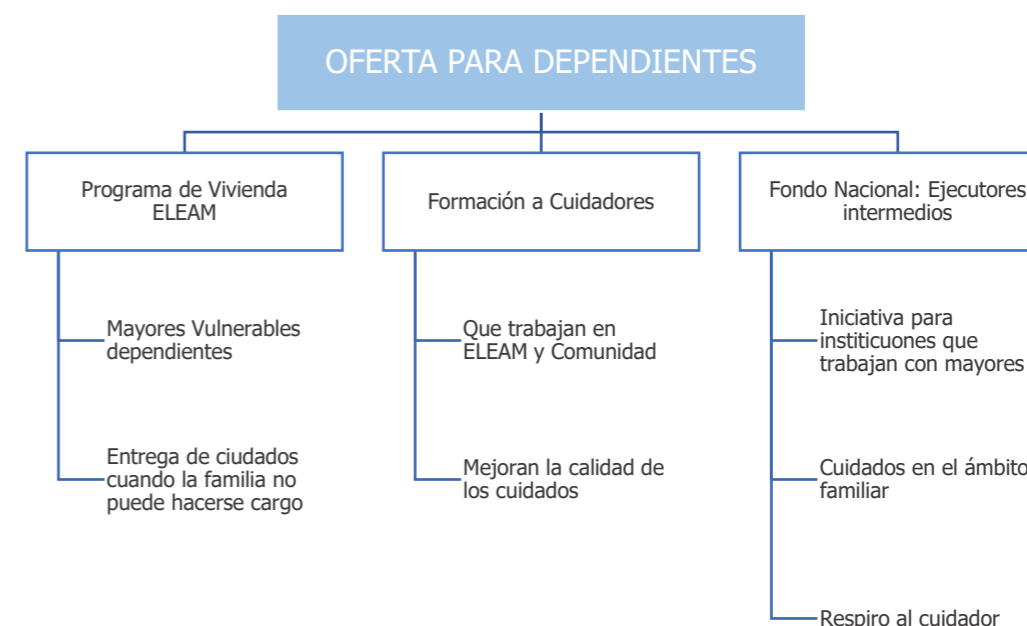 OFERTA PARA DEPENDIENTES
Programa de Vivienda
ELEAM
Mayores Vulnerables
dependientes
Entrega de ciudados
cuando la familia no
puede hacerse cargo
Formación a Cuidadores
Que trabajan en
ELEAM y Comunidad
Mejoran la calidad de
los cuidados
Fondo Nacional: Ejecutores
intermedios
Iniciativa para
institicuones que
trabajan con mayores
Cuidados en el ámbito
familiar
Respiro al cuidador